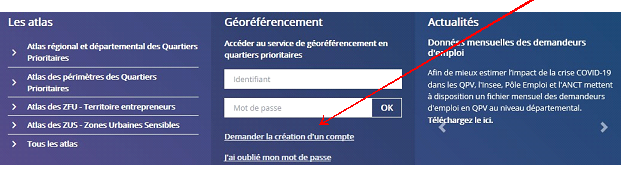 Les atlas
Atlas régional et départemental des Quartiers
Prioritaires
Atlas des périmètres des Quartiers
Prioritaires
Atlas des ZFU - Territoire entrepreneurs
Atlas des ZUS - Zones Urbaines Sensibles
Tous les atlas
Géoréférencement
Accéder au service de géoréférencement en
quartiers prioritaires
Identifiant
Mot de passe
OK
Demander la création d'un compte
J'ai oublié mon mot de passe
Actualités
Données mensuelles des demandeurs
d'emploi
Afin de mieux estimer l'impact de la crise COVID-19
dans les QPV, l'Insee, Pôle Emploi et l'ANCT mettent
à disposition un fichier mensuel des demandeurs
d'emploi en QPV au niveau départemental.
Téléchargez le ici.